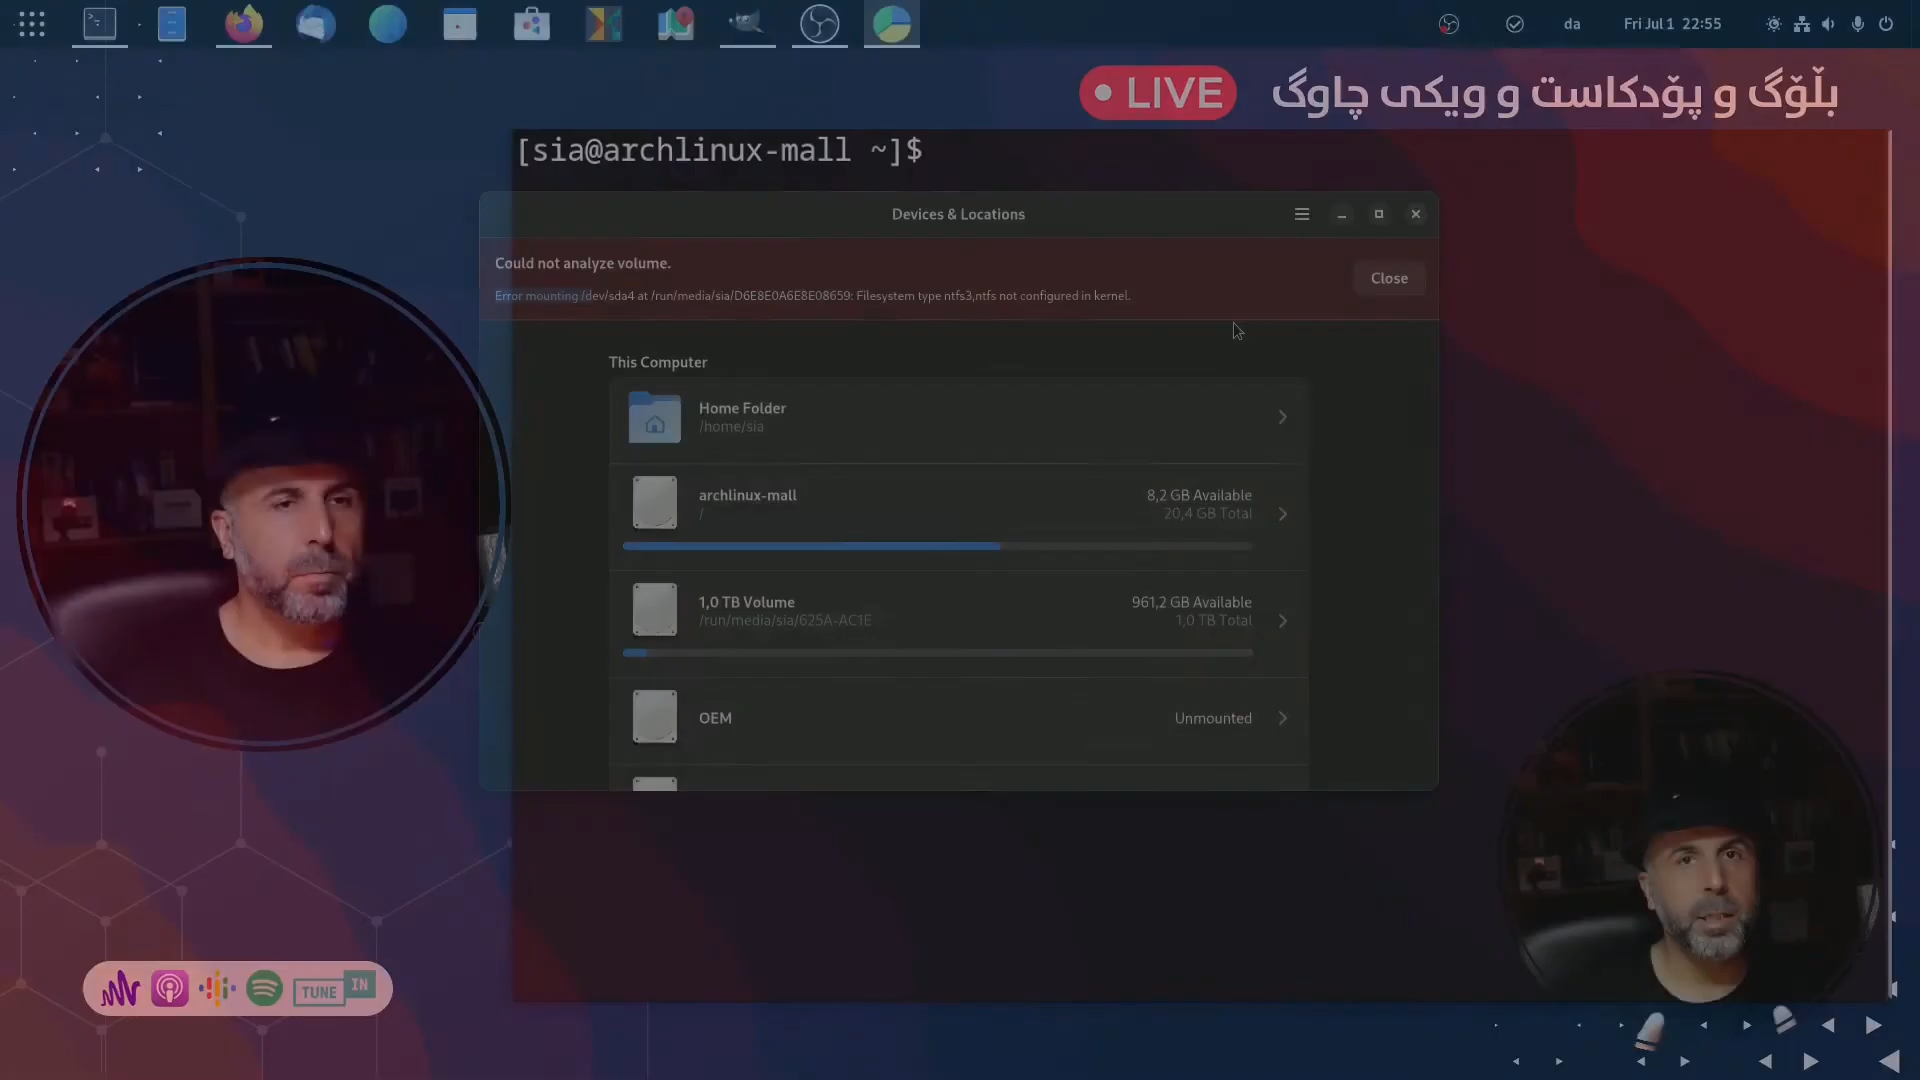 da
Fri Jul 1 22:55
LIVE
بڵۆگ و پۆدکاست و ویکی چاوگ
[sia@archlinux-mall ~]$
Devices & Locations
Could not analyze volume.
Error mounting /dev/sda4 at /run/media/sia/D6E8E0A6E8E08659: Filesystem type ntfs3,ntfs not configured in kernel.
Close
This Computer
Home Folder
/home/sia
archlinux-mall
8,2 GB Available
/
20,4 GB Total
1,0 TB Volume
961,2 GB Available
/run/media/sia/625A-AC1E
1,0 TB Total
OEM
Unmounted
TUNE IN